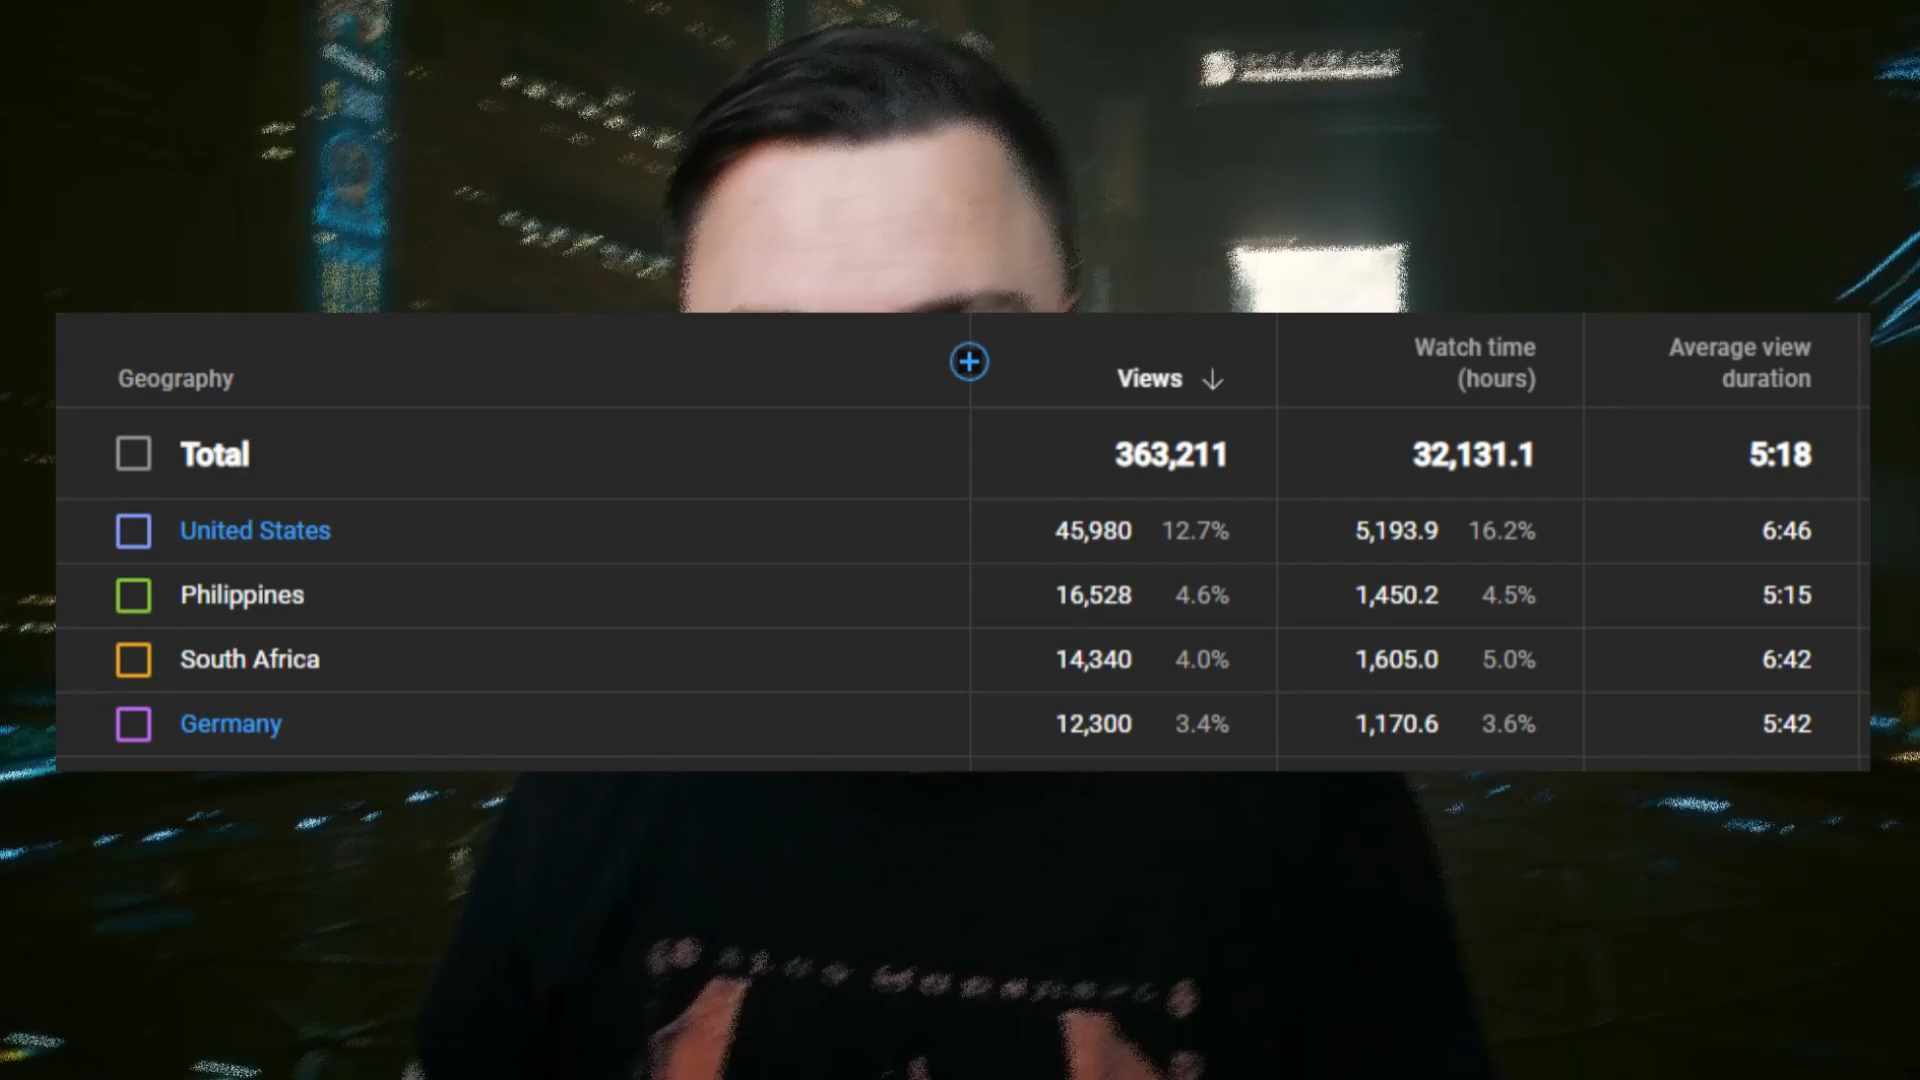 Geography
Views ↓
Watch time
(hours)
Average view
duration
Total 363,211 32,131.1 5:18
United States 45,980 12.7% 5,193.9 16.2% 6:46
Philippines 16,528 4.6% 1,450.2 4.5% 5:15
South Africa 14,340 4.0% 1,605.0 5.0% 6:42
Germany 12,300 3.4% 1,170.6 3.6% 5:42